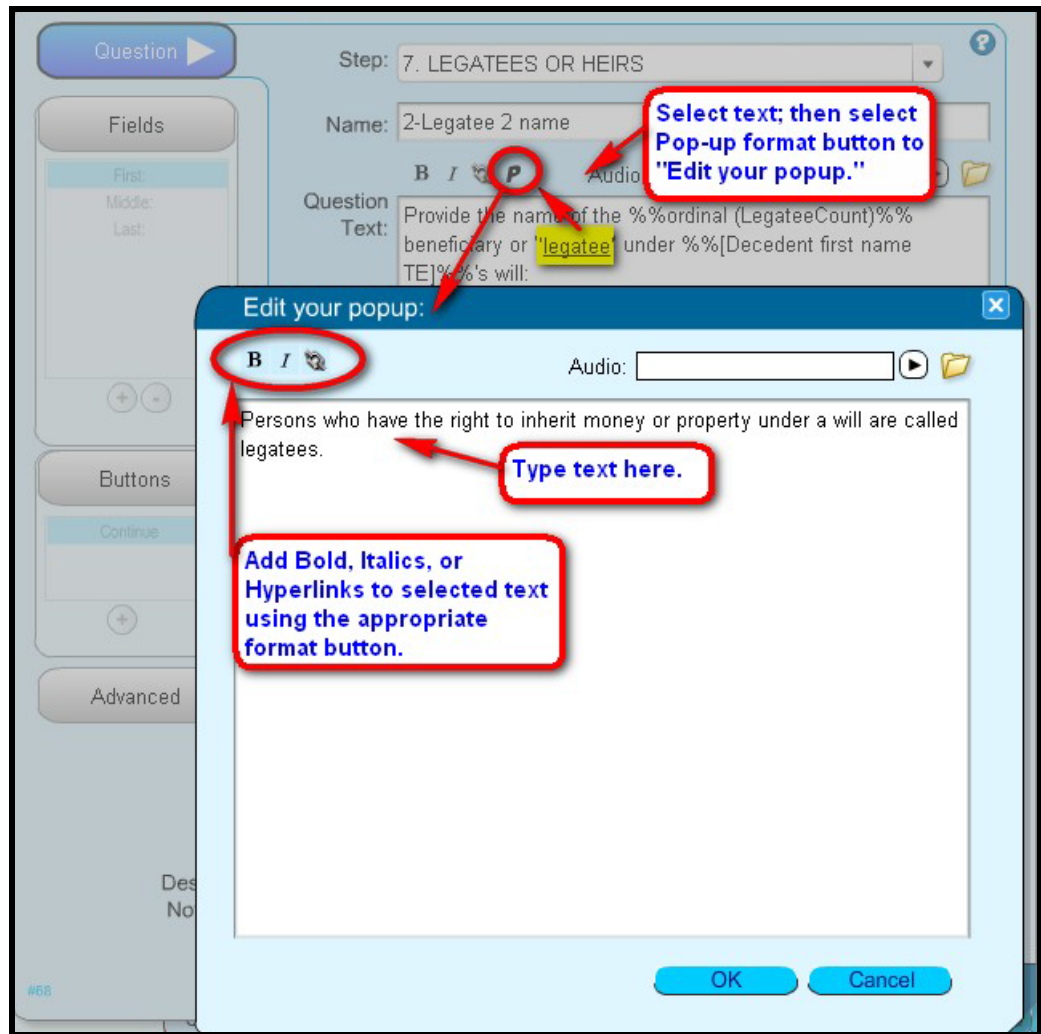 Question
Step: 7. LEGATEES OR HEIRS
Fields
Name: 2-Legatee 2 name
Select text; then select
Pop-up format button to
"Edit your popup."
B I P
Audio
First:
Middle:
Last:
Question
Text:
Provide the name of the %%ordinal (LegateeCount)%%
beneficiary or "legatee" under %%[Decedent first name
TE]%%'s will:
Edit your popup:
B I
Audio:
Persons who have the right to inherit money or property under a will are called
legatees.
Type text here.
Buttons
Continue
Add Bold, Italics, or
Hyperlinks to selected text
using the appropriate
format button.
Advanced
Des
No
OK
Cancel
#68